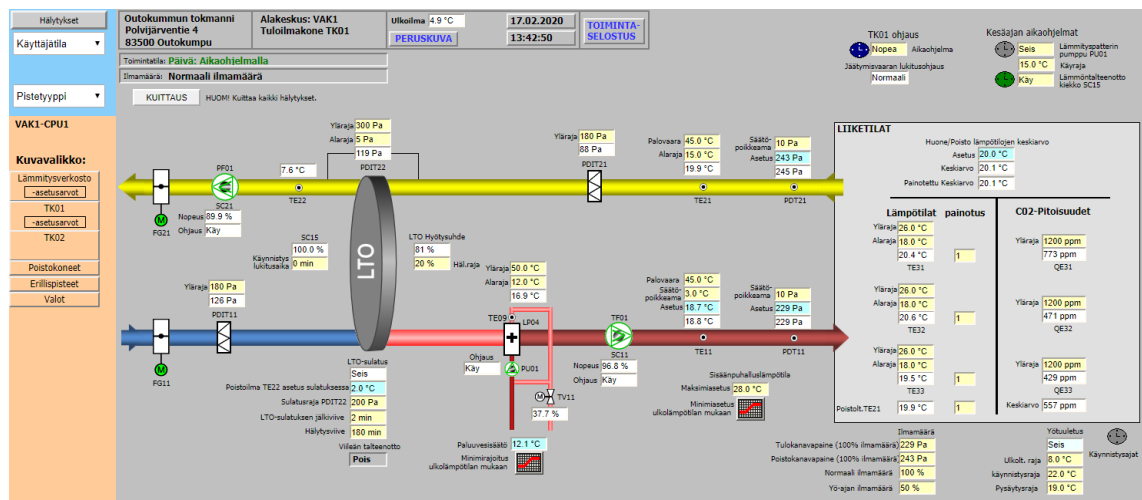 Hälytykset
Käyttäjätila
Pistetyyppi
VAK1-CPU1
Kuvavalikko:
Lämmitysverkosto
-asetusarvot
TK01
-asetusarvot
TK02
Poistokoneet
Erillispisteet
Valot
Outokummun tokmanni
Polvijärventie 4
83500 Outokumpu
Alakeskus: VAK1
Tuloilmakone TK01
Ulkoilma 4.9 °C
PERUSKUVA
17.02.2020
13:42:50
TOIMINTA-
SELOSTUS
Toimintatila: Päivä: Aikaohjelmalla
Ilmamäärä: Normaali ilmamäärä
KUITTAUS HUOM! Kuittaa kaikki hälytykset.
TK01 ohjaus
Nopea Aikaohjelma
Jäätymisvaaran lukitusohjaus
Normaali
Kesäajan aikaohjelmat
Seis Lämmityspatterin
pumppu PU01
15.0 °C Käyraja
Käy Lämmöntalteenotto
kiekko SC15
Yläraja 300 Pa
Alaraja 5 Pa
119 Pa
PDIT22
PF01
SC21
7.6 °C
TE22
M
FG21
Nopeus 89.9 %
Ohjaus Käy
Yläraja 180 Pa
88 Pa
PDIT21
Palovaara 45.0 °C
Alaraja 15.0 °C
19.9 °C
TE21
Säätö-
poikkeama 10 Pa
Asetus 243 Pa
245 Pa
PDT21
SC15
100.0 %
Käynnistys
lukitusaika 0 min
LTO
LTO Hyötysuhde
81 %
20 % Häl.raja
Yläraja 50.0 °C
Alaraja 12.0 °C
16.9 °C
TE09
LP04
Yläraja 180 Pa
126 Pa
PDIT11
M
FG11
Ohjaus
Käy
PU01
M TV11
37.7 %
TF01
SC11
Nopeus 96.8 %
Ohjaus Käy
Palovaara 45.0 °C
Säätö-
poikkeama 3.0 °C
Asetus 18.7 °C
18.8 °C
TE11
Säätö-
poikkeama 10 Pa
Asetus 229 Pa
229 Pa
PDT11
LTO-sulatus
Seis
Poistoilma TE22 asetus sulatuksessa 2.0 °C
Sulatusraja PDIT22 200 Pa
LTO-sulatuksen jälkiviive 2 min
Hälytysviive 180 min
Viileän talteenotto
Pois
Paluuvesisäätö 12.1 °C
Minimirajoitus
ulkolämpötilan mukaan
Sisäänpuhalluslämpötila
Maksimiasetus 28.0 °C
Minimiasetus
ulkolämpötilan mukaan
LIIKETILAT
Huone/Poisto lämpötilojen keskiarvo
Asetus 20.0 °C
Keskiarvo 20.1 °C
Painotettu Keskiarvo 20.1 °C
Lämpötilat painotus
Yläraja 26.0 °C
Alaraja 18.0 °C
20.4 °C 1
TE31
Yläraja 26.0 °C
Alaraja 18.0 °C
20.6 °C 1
TE32
Yläraja 26.0 °C
Alaraja 18.0 °C
19.5 °C 1
TE33
Poistolt.TE21 19.9 °C 1
C02-Pitoisuudet
Yläraja 1200 ppm
773 ppm
QE31
Yläraja 1200 ppm
471 ppm
QE32
Yläraja 1200 ppm
429 ppm
QE33
Keskiarvo 557 ppm
Ilmamäärä
Tulokanavapaine (100% ilmamäärä) 229 Pa
Poistokanavapaine (100% ilmamäärä) 243 Pa
Normaali ilmamäärä 100 %
Yö-ajan ilmamäärä 50 %
Yötuuletus
Seis
Ulkolt. raja 8.0 °C
käynnistysraja 22.0 °C
Pysäytysraja 19.0 °C
Käynnistysajat